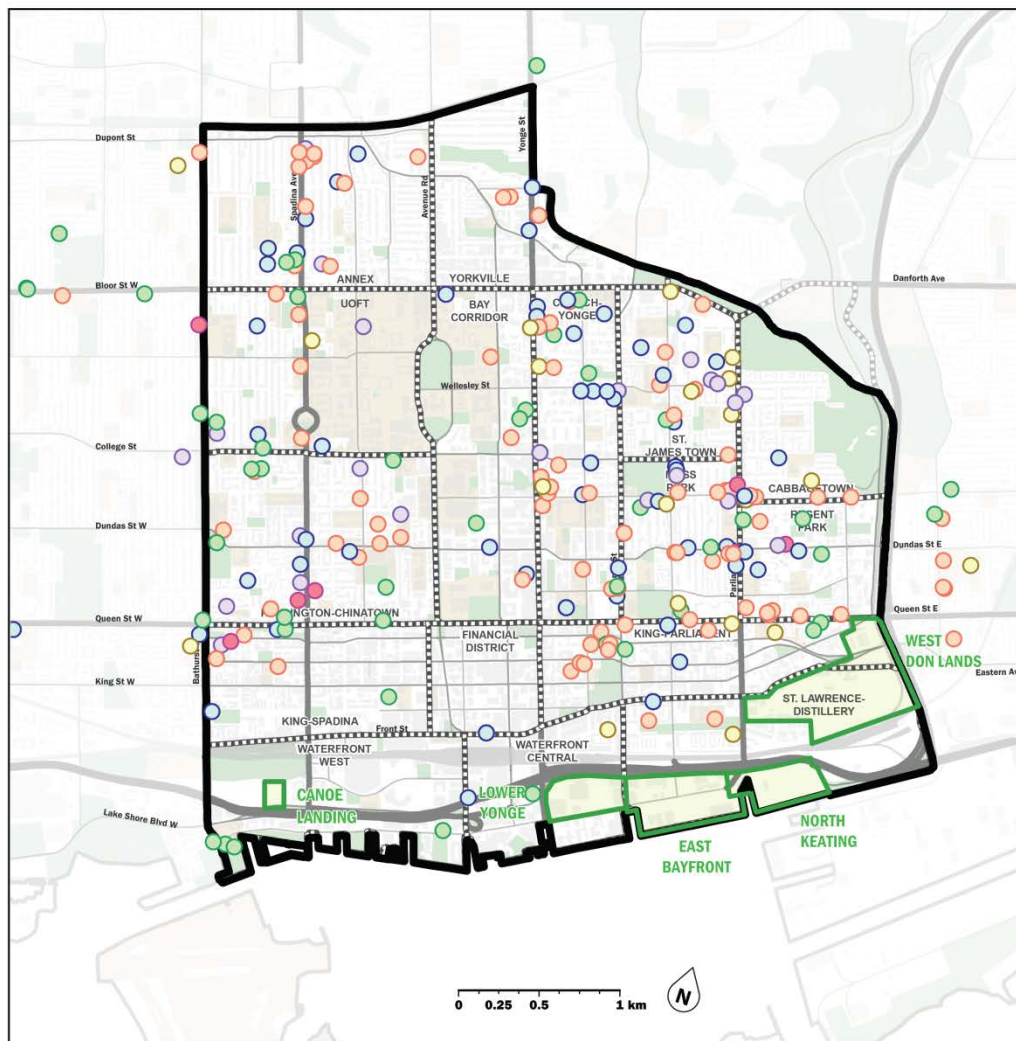 Dupont St
Yonge St
Spadina Ave
Avenue Rd
ANNEX
YORKVILLE
Danforth Ave
Bloor St W
UOFT
BAY
CORRIDOR
YONGE
Wellesley St
College St
ST.
JAMES TOWN
CABBAGETOWN
REGENT
PARK
Dundas St W
Dundas St E
Queen St W
FINANCIAL
DISTRICT
KING-PARLIAMENT
Queen St E
WEST
DON LANDS
Bathurst
King St W
Eastern Av
ST. LAWRENCE-
DISTILLERY
KING-SPADINA
Front St
WATERFRONT
WEST
WATERFRONT
CENTRAL
CANOE
LANDING
LOWER
YONGE
Lake Shore Blvd W
NORTH
KEATING
EAST
BAYFRONT
0 0.25 0.5 1 km
N